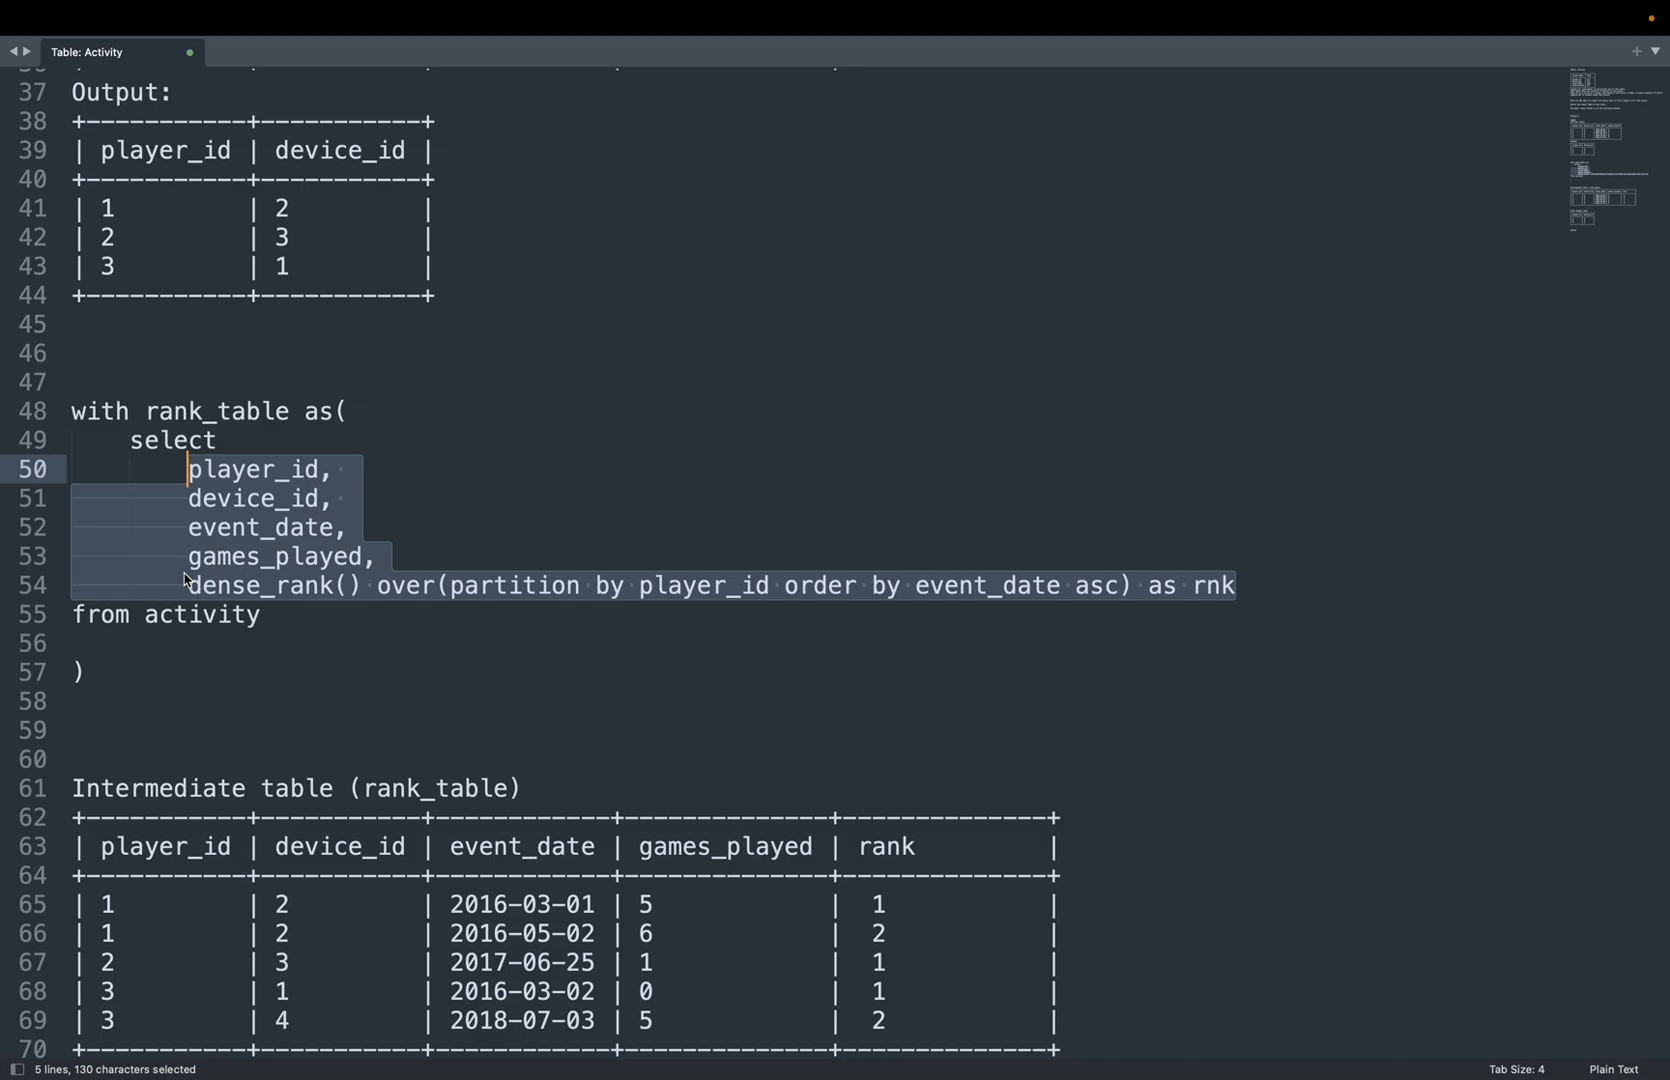 Table: Activity
37 Output:
38 +-----------+-----------+
39 | player_id | device_id |
40 +-----------+-----------+
41 | 1         | 2         |
42 | 2         | 3         |
43 | 3         | 1         |
44 +-----------+-----------+
45
46
47
48 with rank_table as(
49     select
50         player_id,
51         device_id,
52         event_date,
53         games_played,
54         dense_rank() over(partition by player_id order by event_date asc) as rnk
55 from activity
56
57 )
58
59
60
61 Intermediate table (rank_table)
62 +-----------+-----------+------------+--------------+--------------+
63 | player_id | device_id | event_date | games_played | rank         |
64 +-----------+-----------+------------+--------------+--------------+
65 | 1         | 2         | 2016-03-01 | 5            |  1           |
66 | 1         | 2         | 2016-05-02 | 6            |  2           |
67 | 2         | 3         | 2017-06-25 | 1            |  1           |
68 | 3         | 1         | 2016-03-02 | 0            |  1           |
69 | 3         | 4         | 2018-07-03 | 5            |  2           |
70 +-----------+-----------+------------+--------------+--------------+
5 lines, 130 characters selected
Tab Size: 4
Plain Text